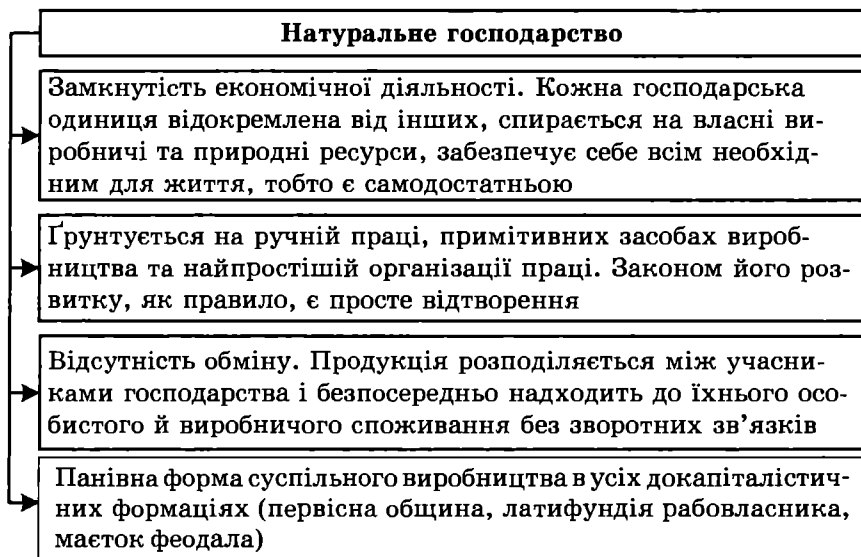 Натуральне господарство
Замкнутість економічної діяльності. Кожна господарська
одиниця відокремлена від інших, спирається на власні ви-
робничі та природні ресурси, забезпечує себе всім необхід-
ним для життя, тобто є самодостатньою
Ґрунтується на ручній праці, примітивних засобах вироб-
ництва та найпростішій організації праці. Законом його роз-
витку, як правило, є просте відтворення
Відсутність обміну. Продукція розподіляється між учасни-
ками господарства і безпосередньо надходить до їхнього осо-
бистого й виробничого споживання без зворотних зв’язків
Панівна форма суспільного виробництва в усіх докапіталістич-
них формаціях (первісна община, латифундія рабовласника,
маєток феодала)